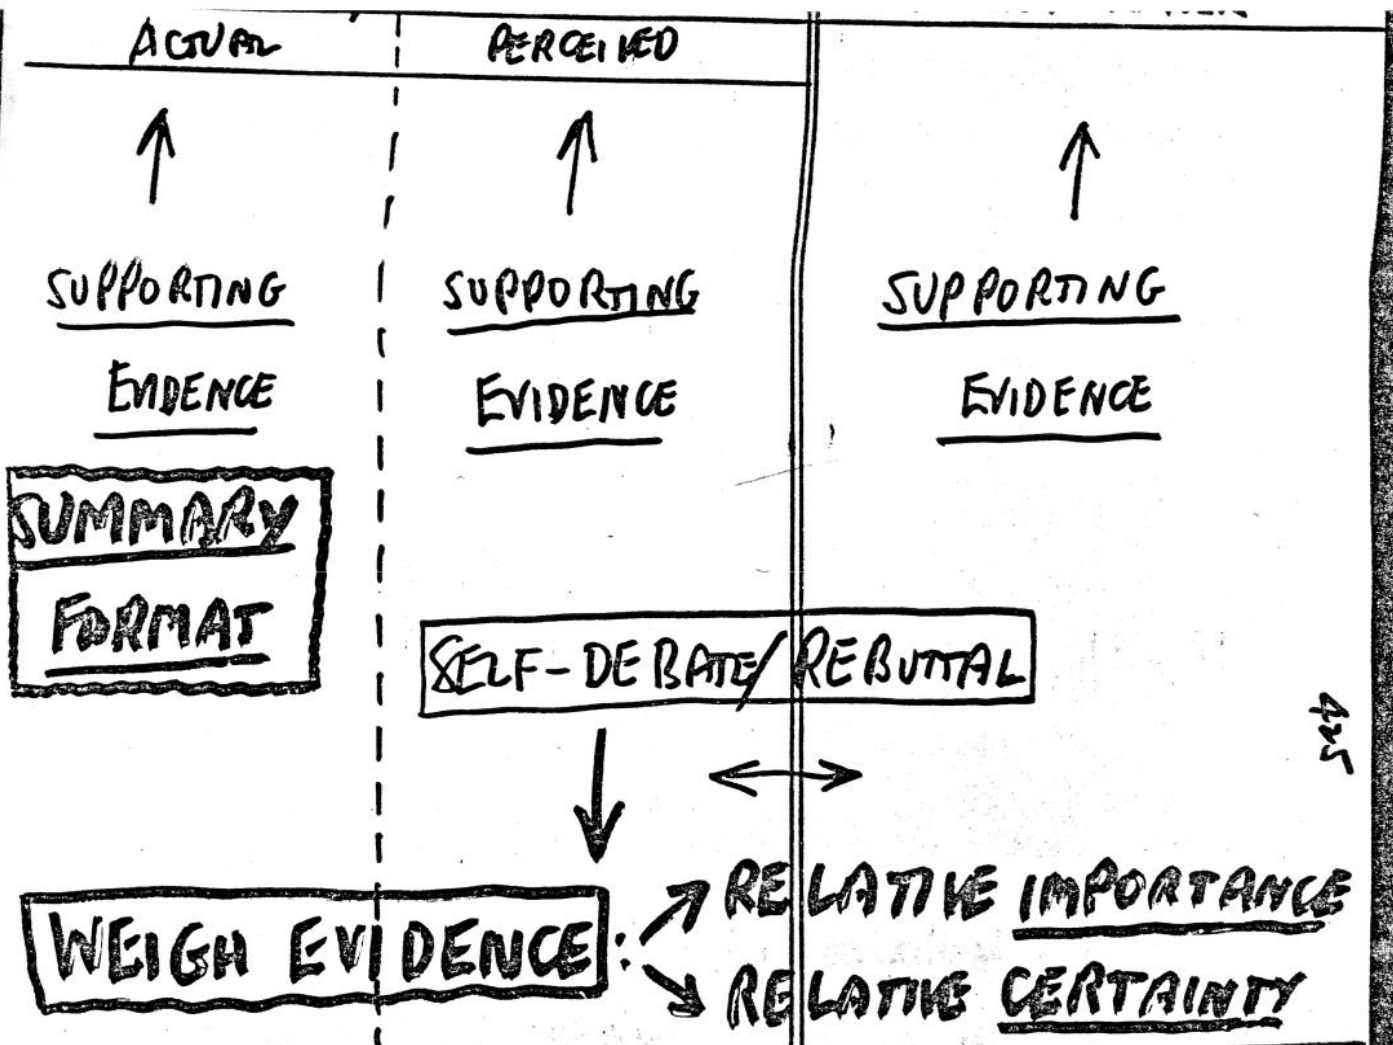 ACTUAL PERCEIVED
SUPPORTING SUPPORTING SUPPORTING
EVIDENCE EVIDENCE EVIDENCE
SUMMARY
FORMAT
SELF-DEBATE/REBUTTAL
425
WEIGH EVIDENCE: RELATIVE IMPORTANCE
RELATIVE CERTAINTY